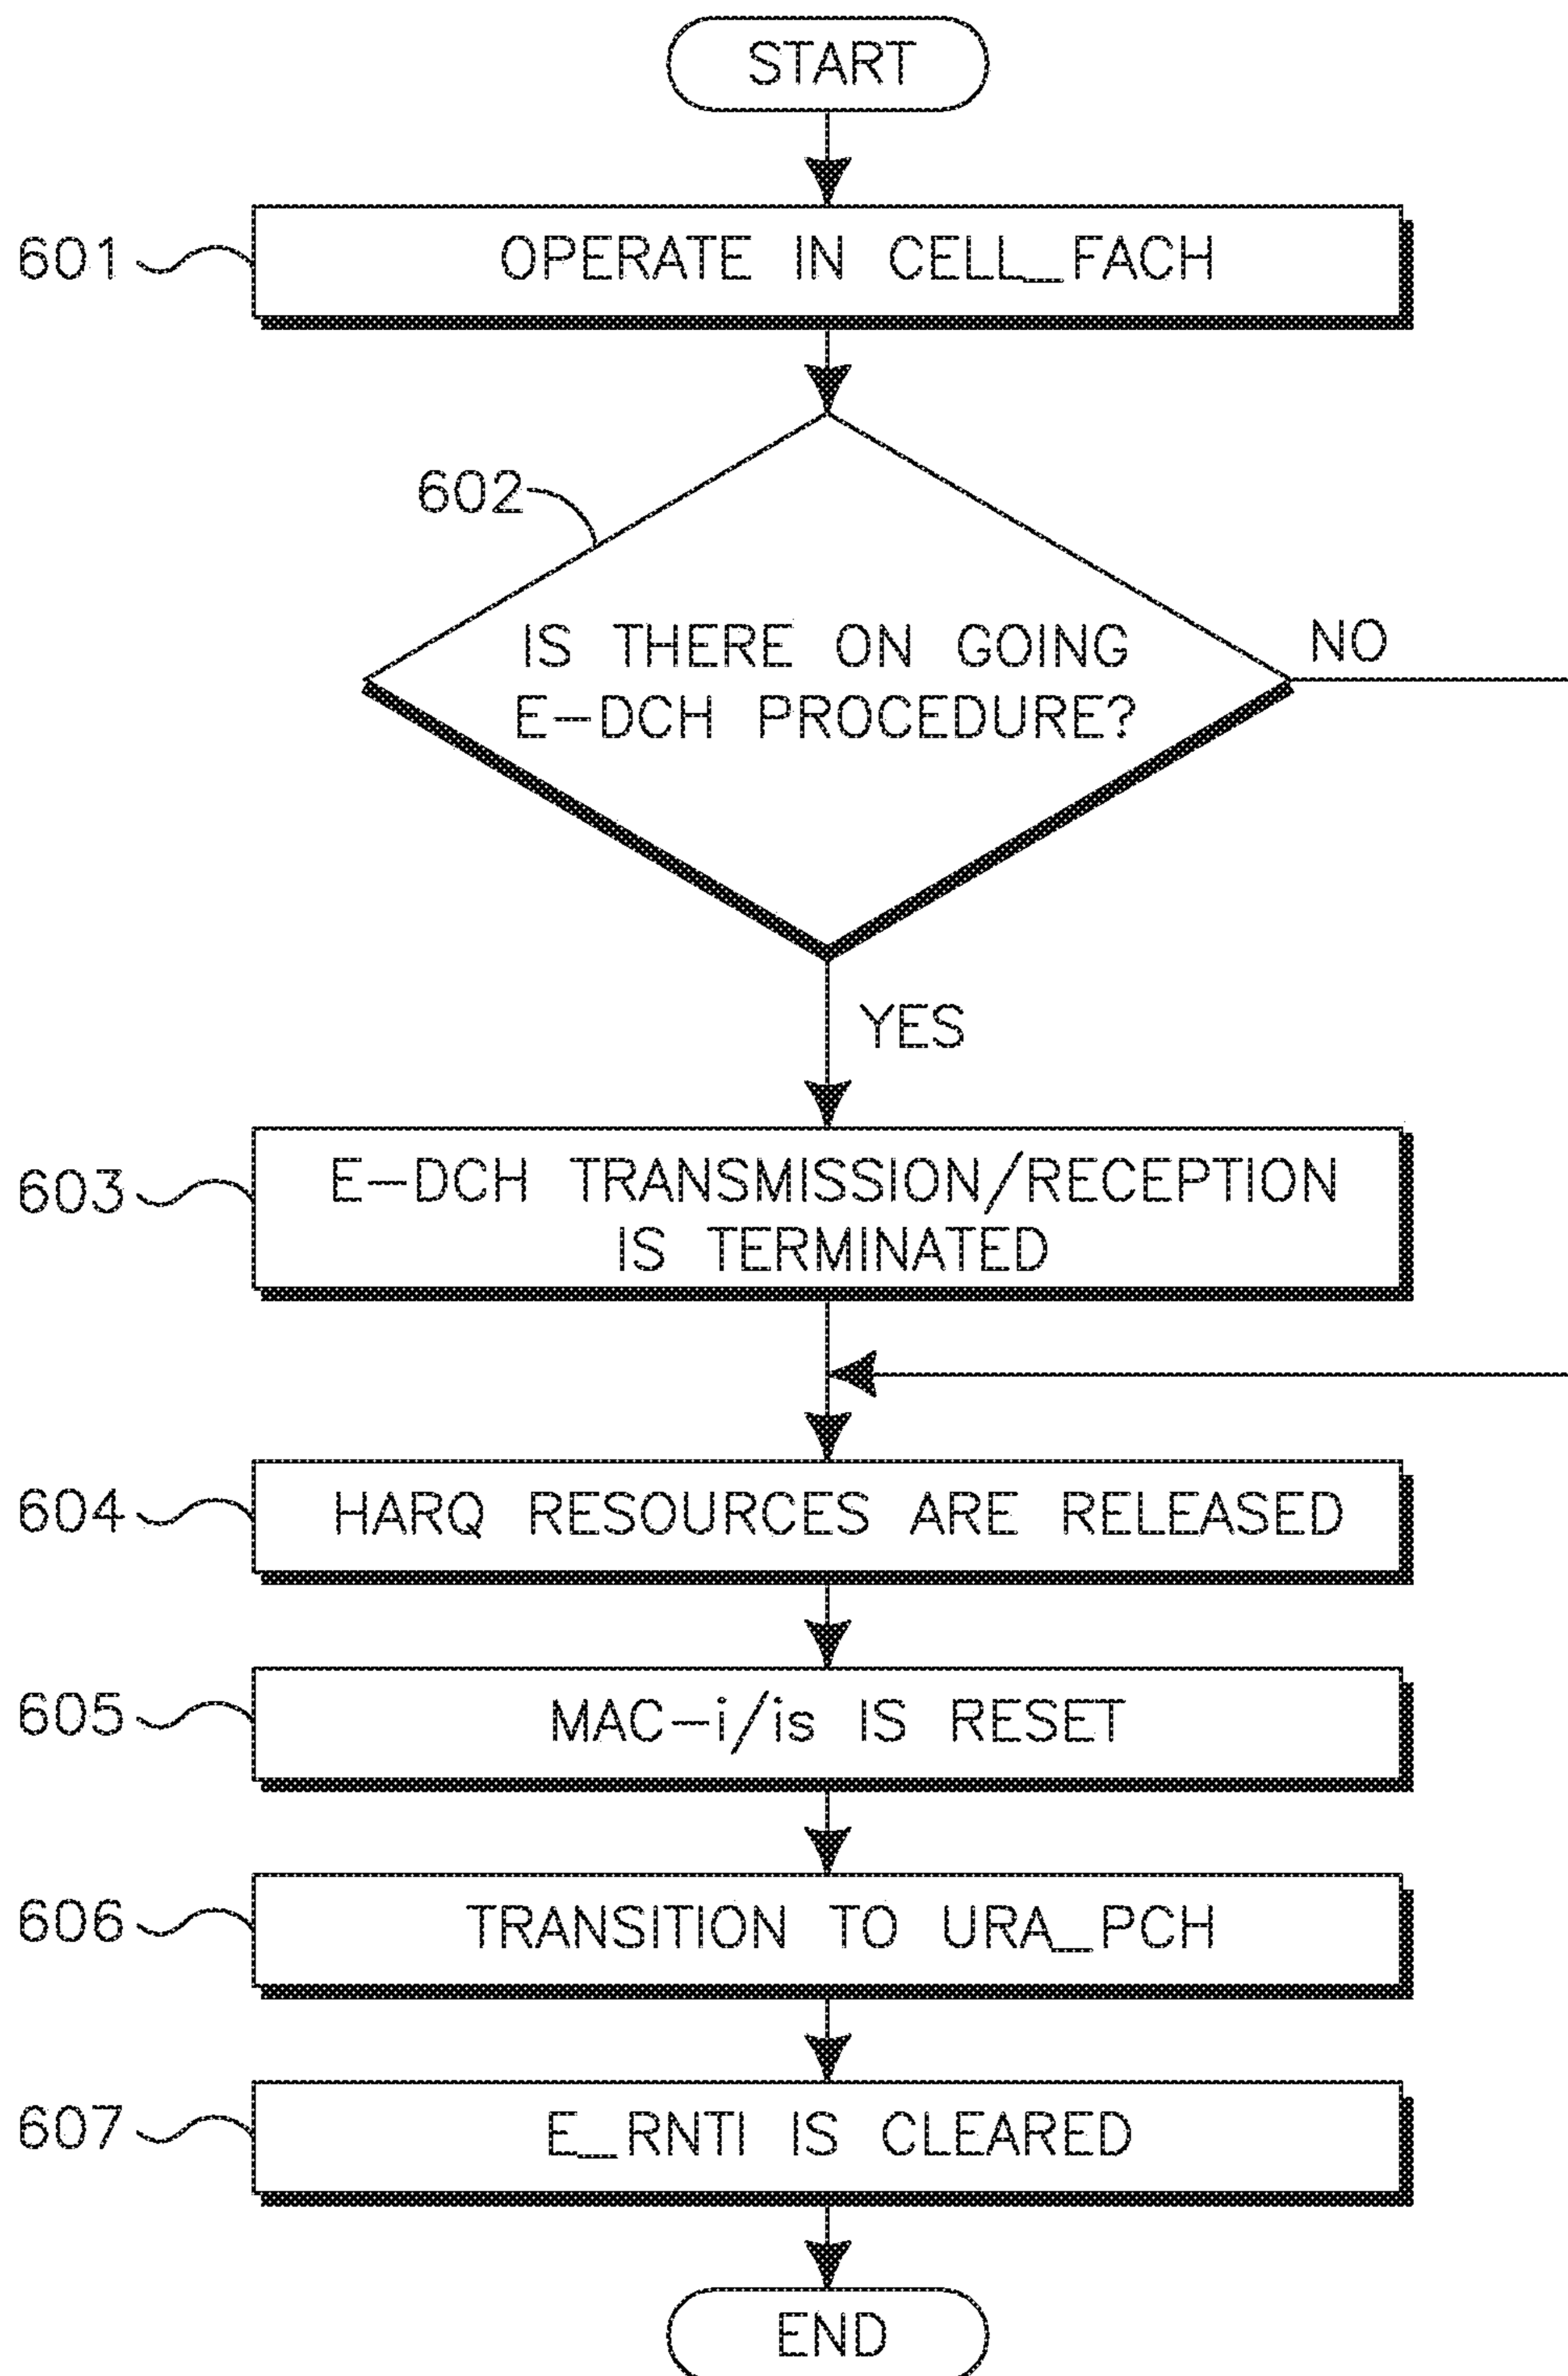 START
601
OPERATE IN CELL_FACH
602
IS THERE ON GOING
E-DCH PROCEDURE?
NO
YES
603
E-DCH TRANSMISSION/RECEPTION
IS TERMINATED
604
HARQ RESOURCES ARE RELEASED
605
MAC-i/is IS RESET
606
TRANSITION TO URA_PCH
607
E_RNTI IS CLEARED
END